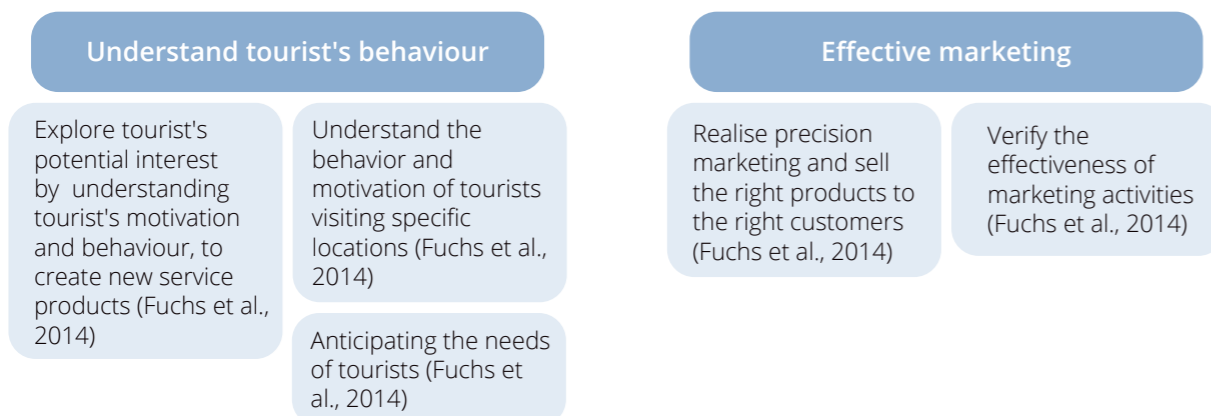 Understand tourist's behaviour
Explore tourist's
potential interest
by  understanding
tourist's motivation
and behaviour, to
create new service
products (Fuchs et al.,
2014)
Understand the
behavior and
motivation of tourists
visiting specific
locations (Fuchs et al.,
2014)
Anticipating the needs
of tourists (Fuchs et
al., 2014)
Effective marketing
Realise precision
marketing and sell
the right products to
the right customers
(Fuchs et al., 2014)
Verify the
effectiveness of
marketing activities
(Fuchs et al., 2014)